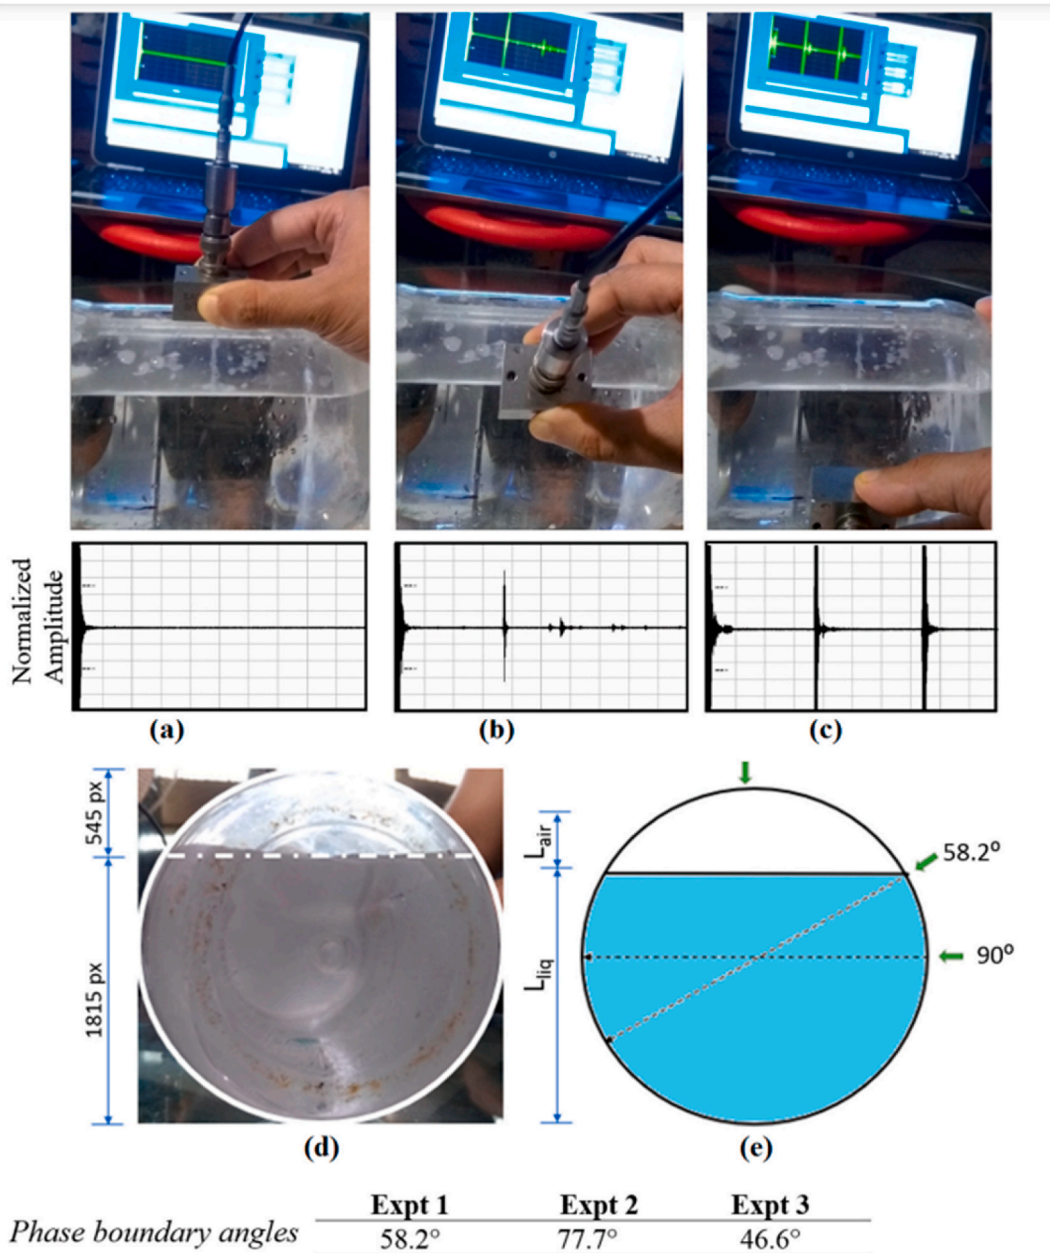 Normalized
Amplitude
(a)
(b)
(c)
545 px
1815 px
(d)
L_air
L_liq
58.2°
90°
(e)
Expt 1 Expt 2 Expt 3
Phase boundary angles 58.2° 77.7° 46.6°